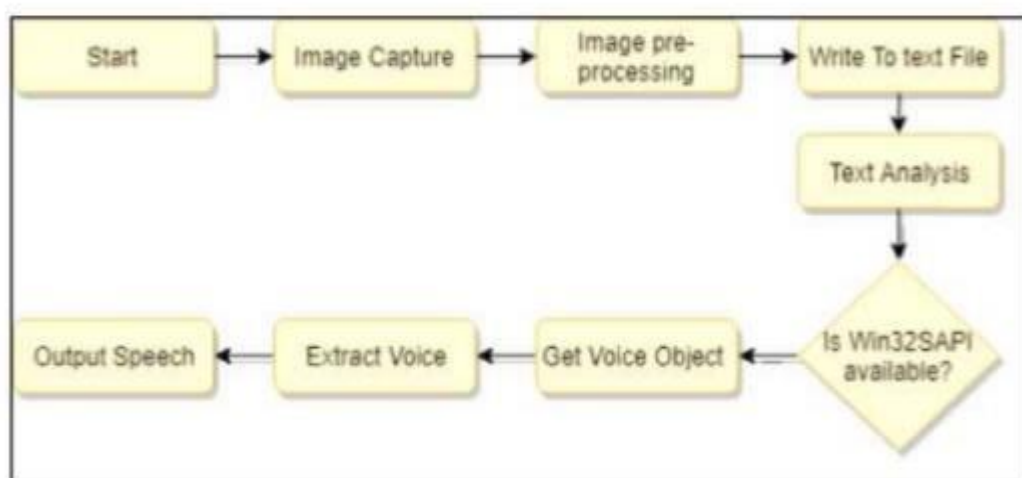 Start
Image Capture
Image pre-
processing
Write To text File
Text Analysis
Is Win32SAPI
available?
Get Voice Object
Extract Voice
Output Speech